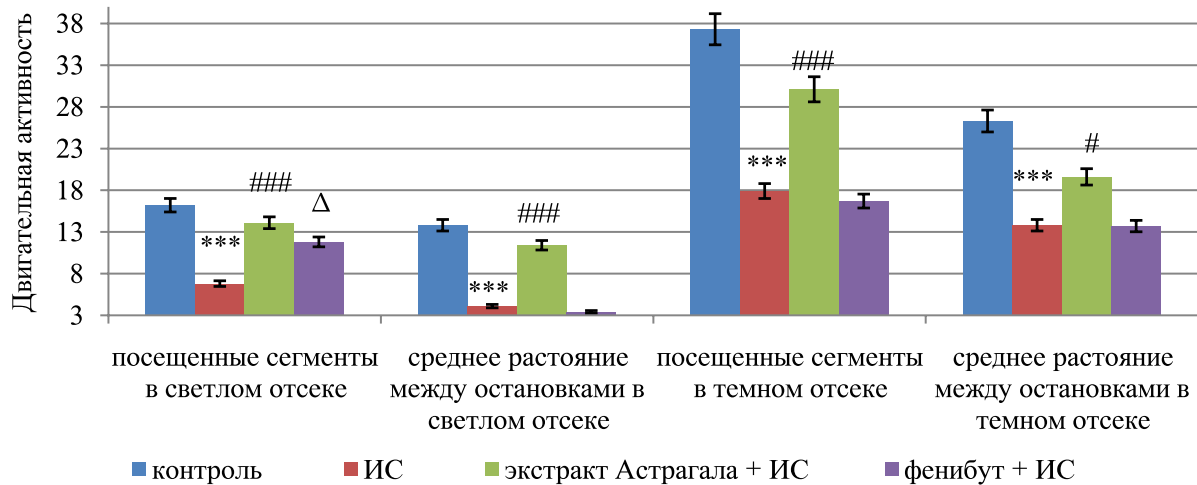 Двигательная активность
38
33
28
23
18
13
8
3
***
###
Δ
***
###
***
###
***
#
посещенные сегменты
в светлом отсеке
среднее растояние
между остановками в
светлом отсеке
посещенные сегменты
в темном отсеке
среднее растояние
между остановками в
темном отсеке
контроль
ИС
экстракт Астрагала + ИС
фенибут + ИС